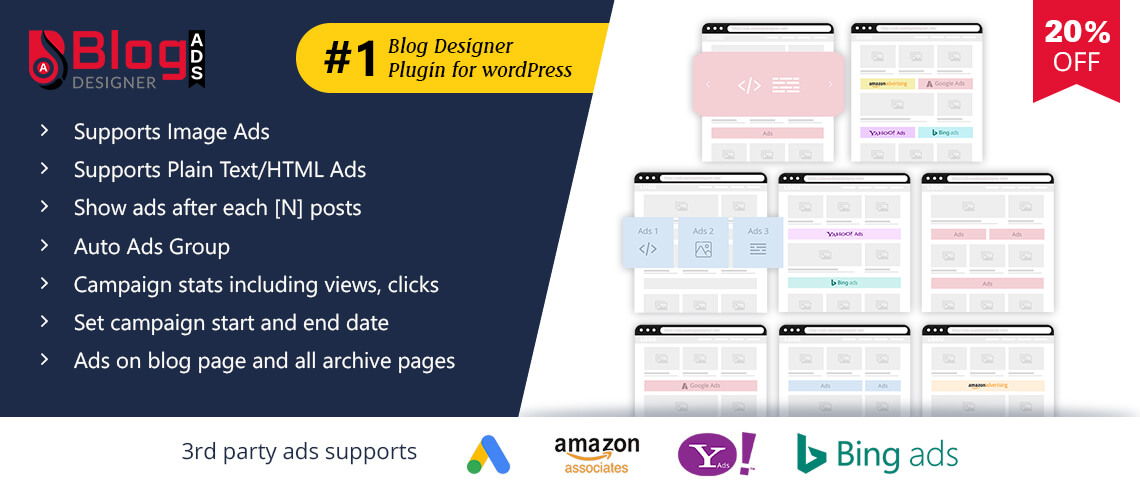 Blog
ADS
DESIGNER
#1
Blog Designer
Plugin for wordPress
20%
OFF
Supports Image Ads
Supports Plain Text/HTML Ads
Show ads after each [N] posts
Auto Ads Group
Campaign stats including views, clicks
Set campaign start and end date
Ads on blog page and all archive pages
Ads
amazonadvertising
Google Ads
YAHOO! Ads
Bing ads
Ads 1
Ads 2
Ads 3
YAHOO! Ads
Bing ads
Ads
Ads
Ads
Google Ads
Ads
Ads
amazonadvertising
3rd party ads supports
amazon
associates
Y!
Ads
Bing ads